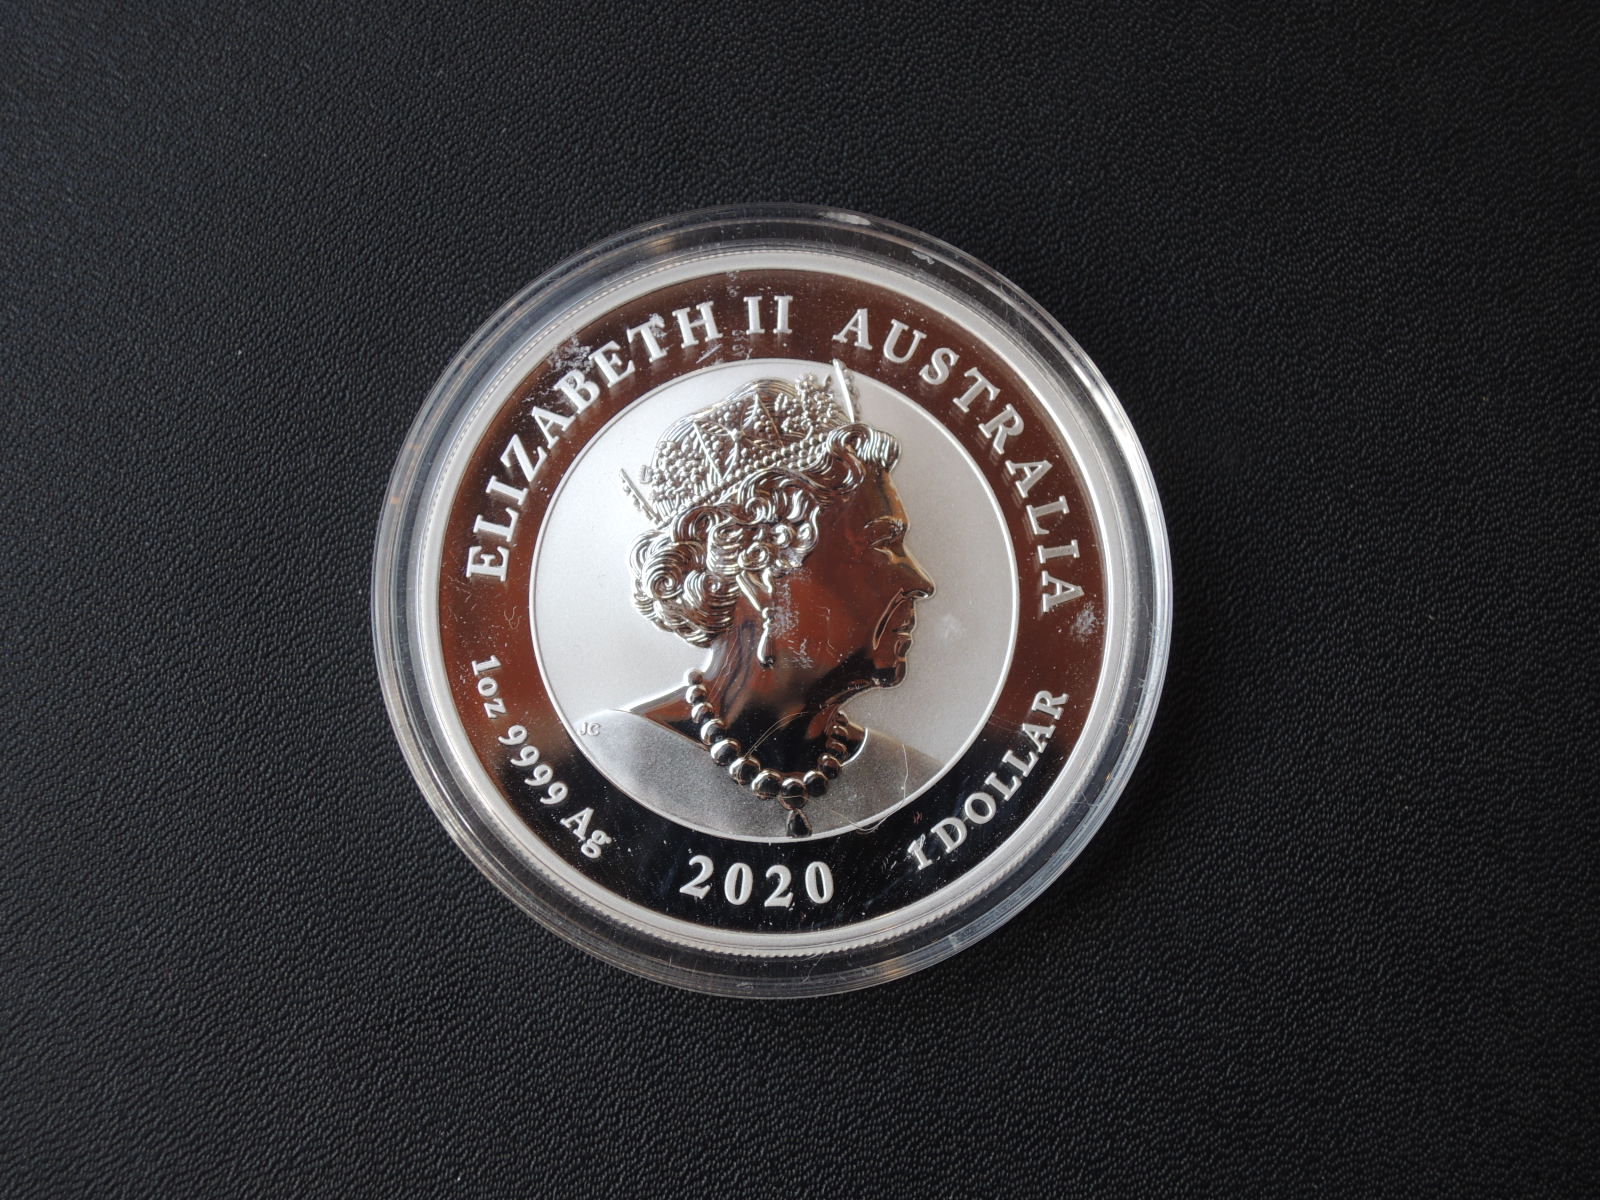 ELIZABETH II AUSTRALIA
JC
1oz 9999 Ag
2020
1 DOLLAR